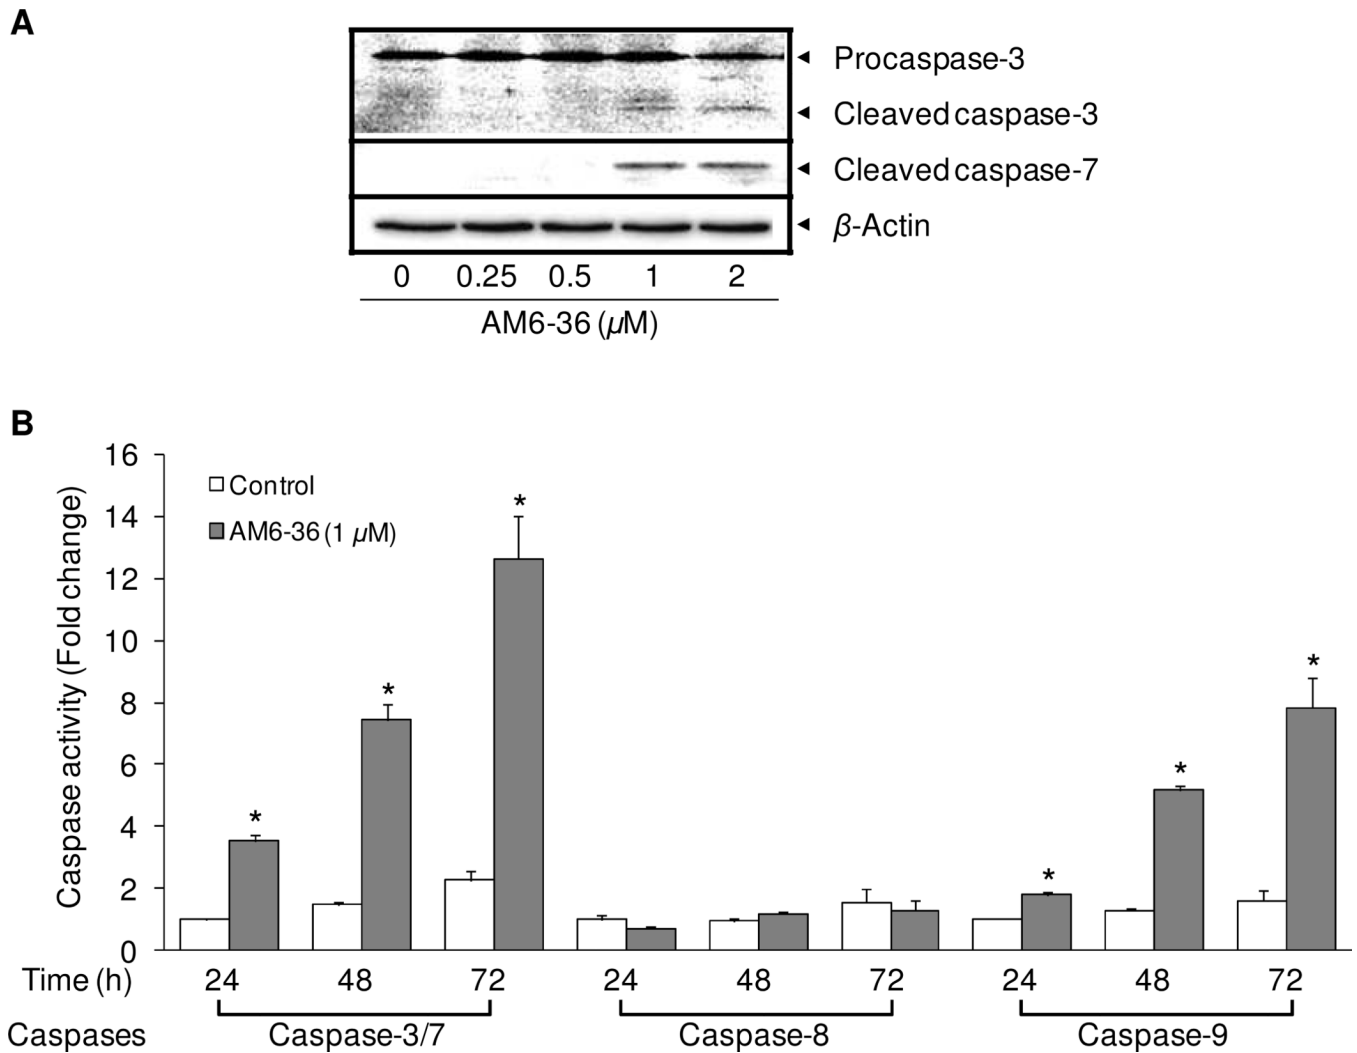 A
Procaspase-3
Cleaved caspase-3
Cleaved caspase-7
β-Actin
0 0.25 0.5 1 2
AM6-36 (µM)
B
Caspase activity (Fold change)
16
14
12
10
8
6
4
2
0
Control
AM6-36 (1 µM)
*
*
*
*
*
*
Time (h) 24 48 72 24 48 72 24 48 72
Caspases Caspase-3/7 Caspase-8 Caspase-9